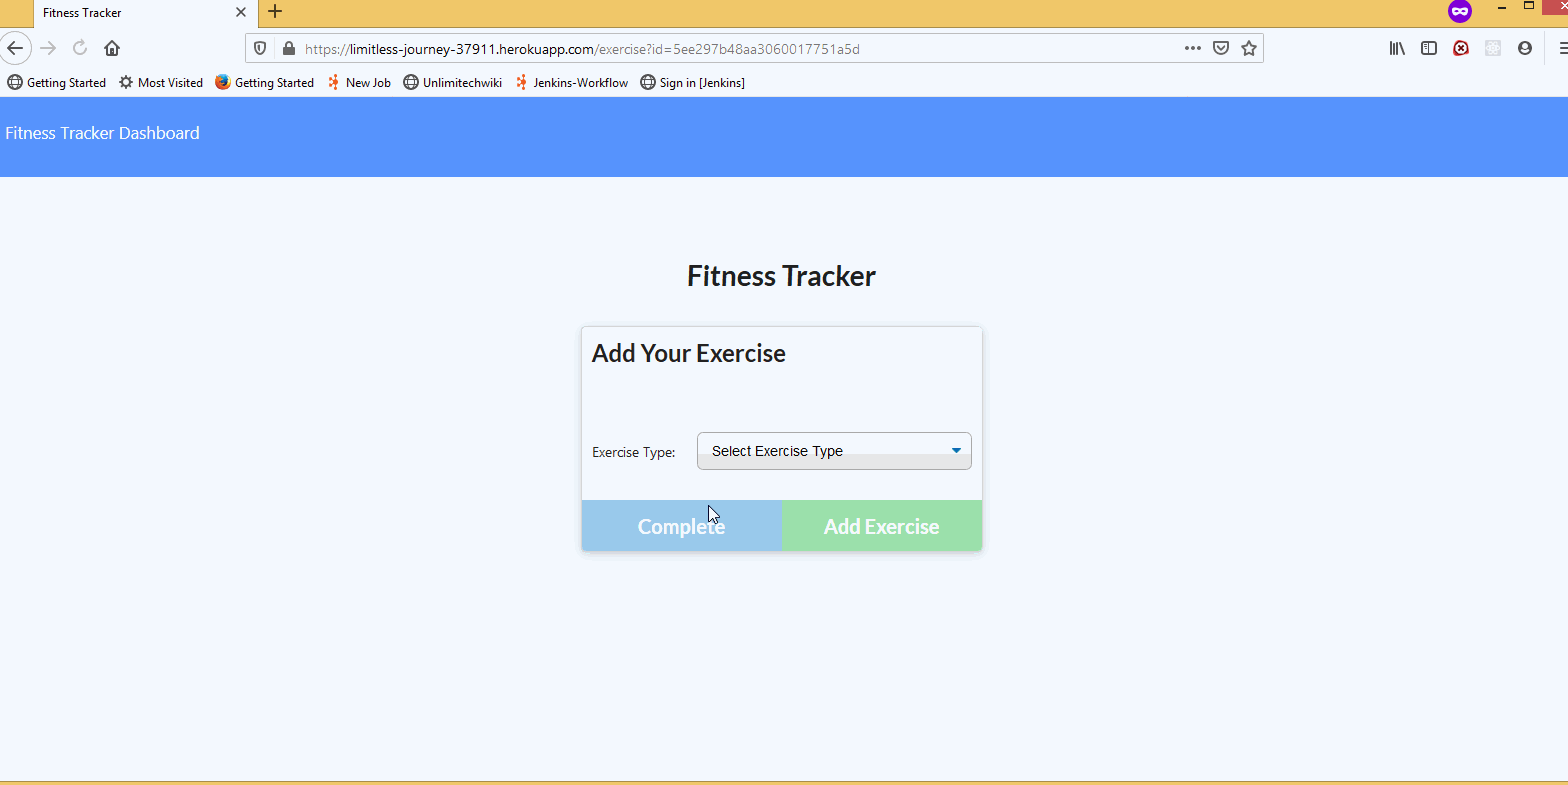 Fitness Tracker
https://limitless-journey-37911.herokuapp.com/exercise?id=5ee297b48aa3060017751a5d
Getting Started Most Visited Getting Started New Job Unlimitechwiki Jenkins-Workflow Sign in [Jenkins]
Fitness Tracker Dashboard
Fitness Tracker
Add Your Exercise
Exercise Type: Select Exercise Type
Complete Add Exercise